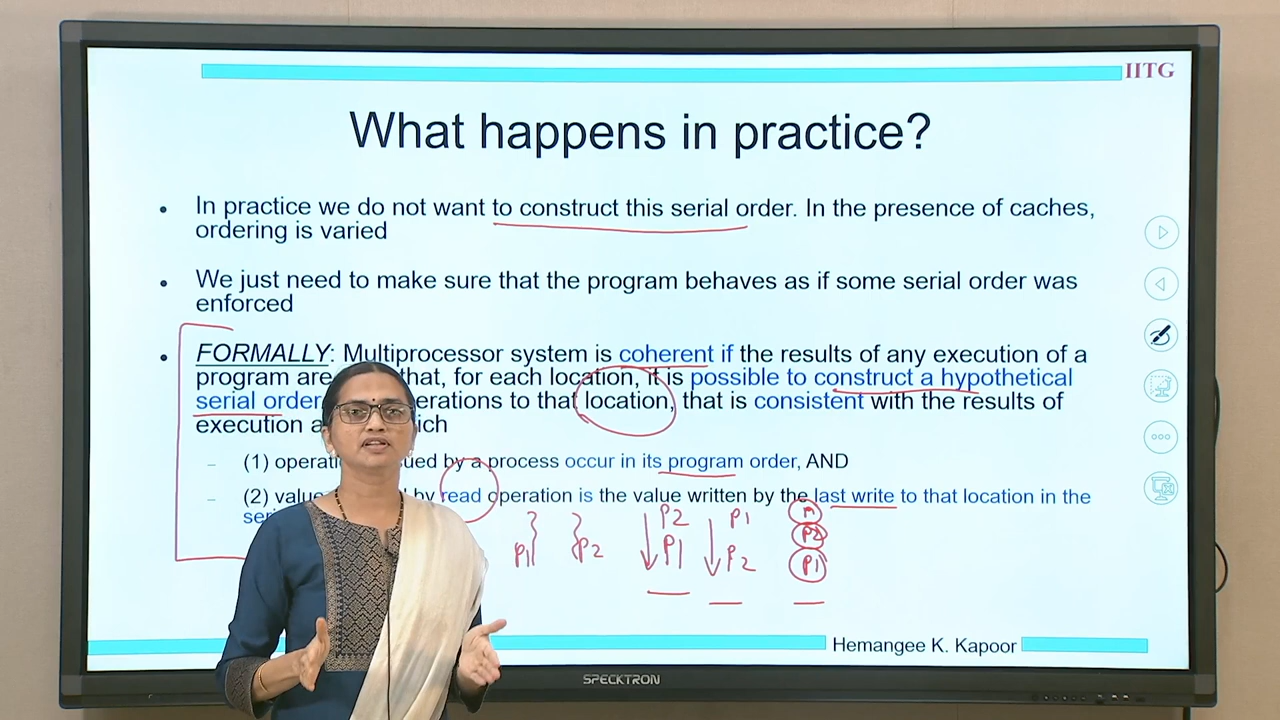 IITG
What happens in practice?
• In practice we do not want to construct this serial order. In the presence of caches,
ordering is varied
• We just need to make sure that the program behaves as if some serial order was
enforced
• FORMALLY: Multiprocessor system is coherent if the results of any execution of a
program are that, for each location, it is possible to construct a hypothetical
serial order erations to that location, that is consistent with the results of
execution a ich
– (1) operati ued by a process occur in its program order, AND
– (2) value d by read operation is the value written by the last write to that location in the
seri
P1 P2 P2 P1 P1
P1 P2 P2
P1
Hemangee K. Kapoor
SPECKTRON